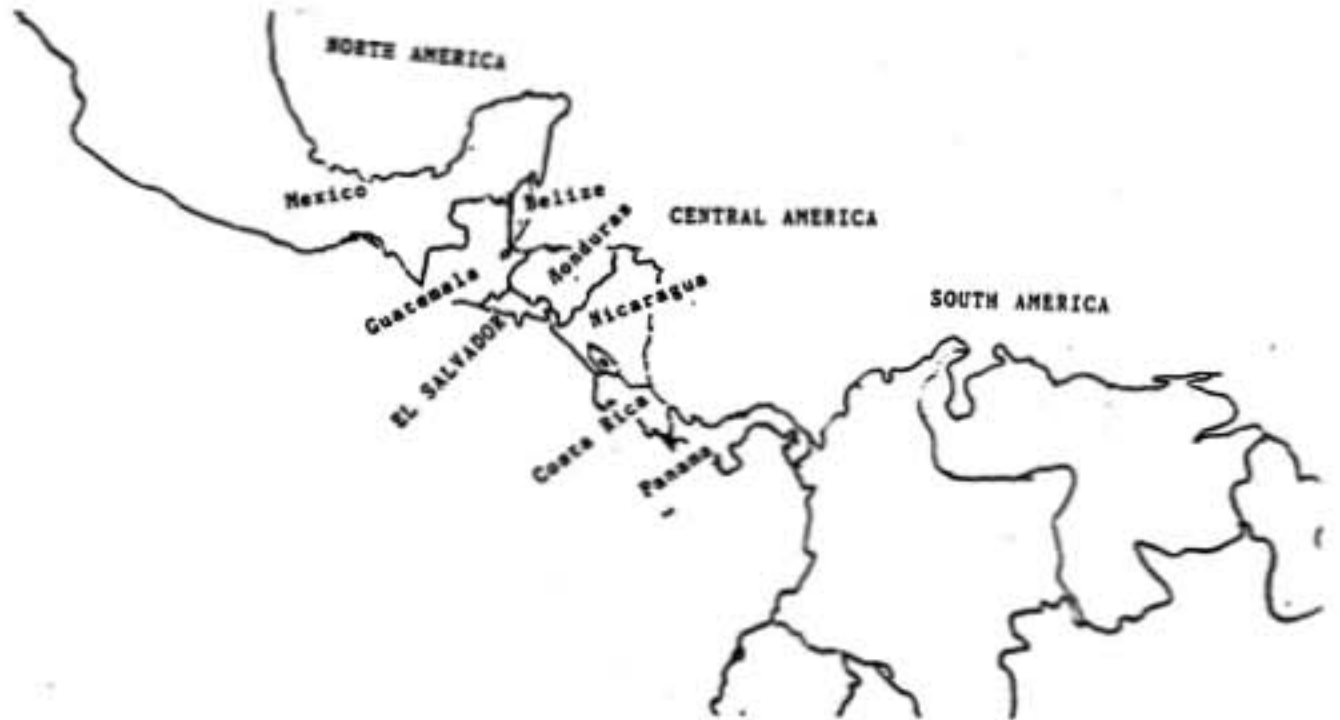 NORTH AMERICA
Mexico
Belize
CENTRAL AMERICA
Honduras
Guatemala
Nicaragua
SOUTH AMERICA
EL SALVADOR
Costa Rica
Panama